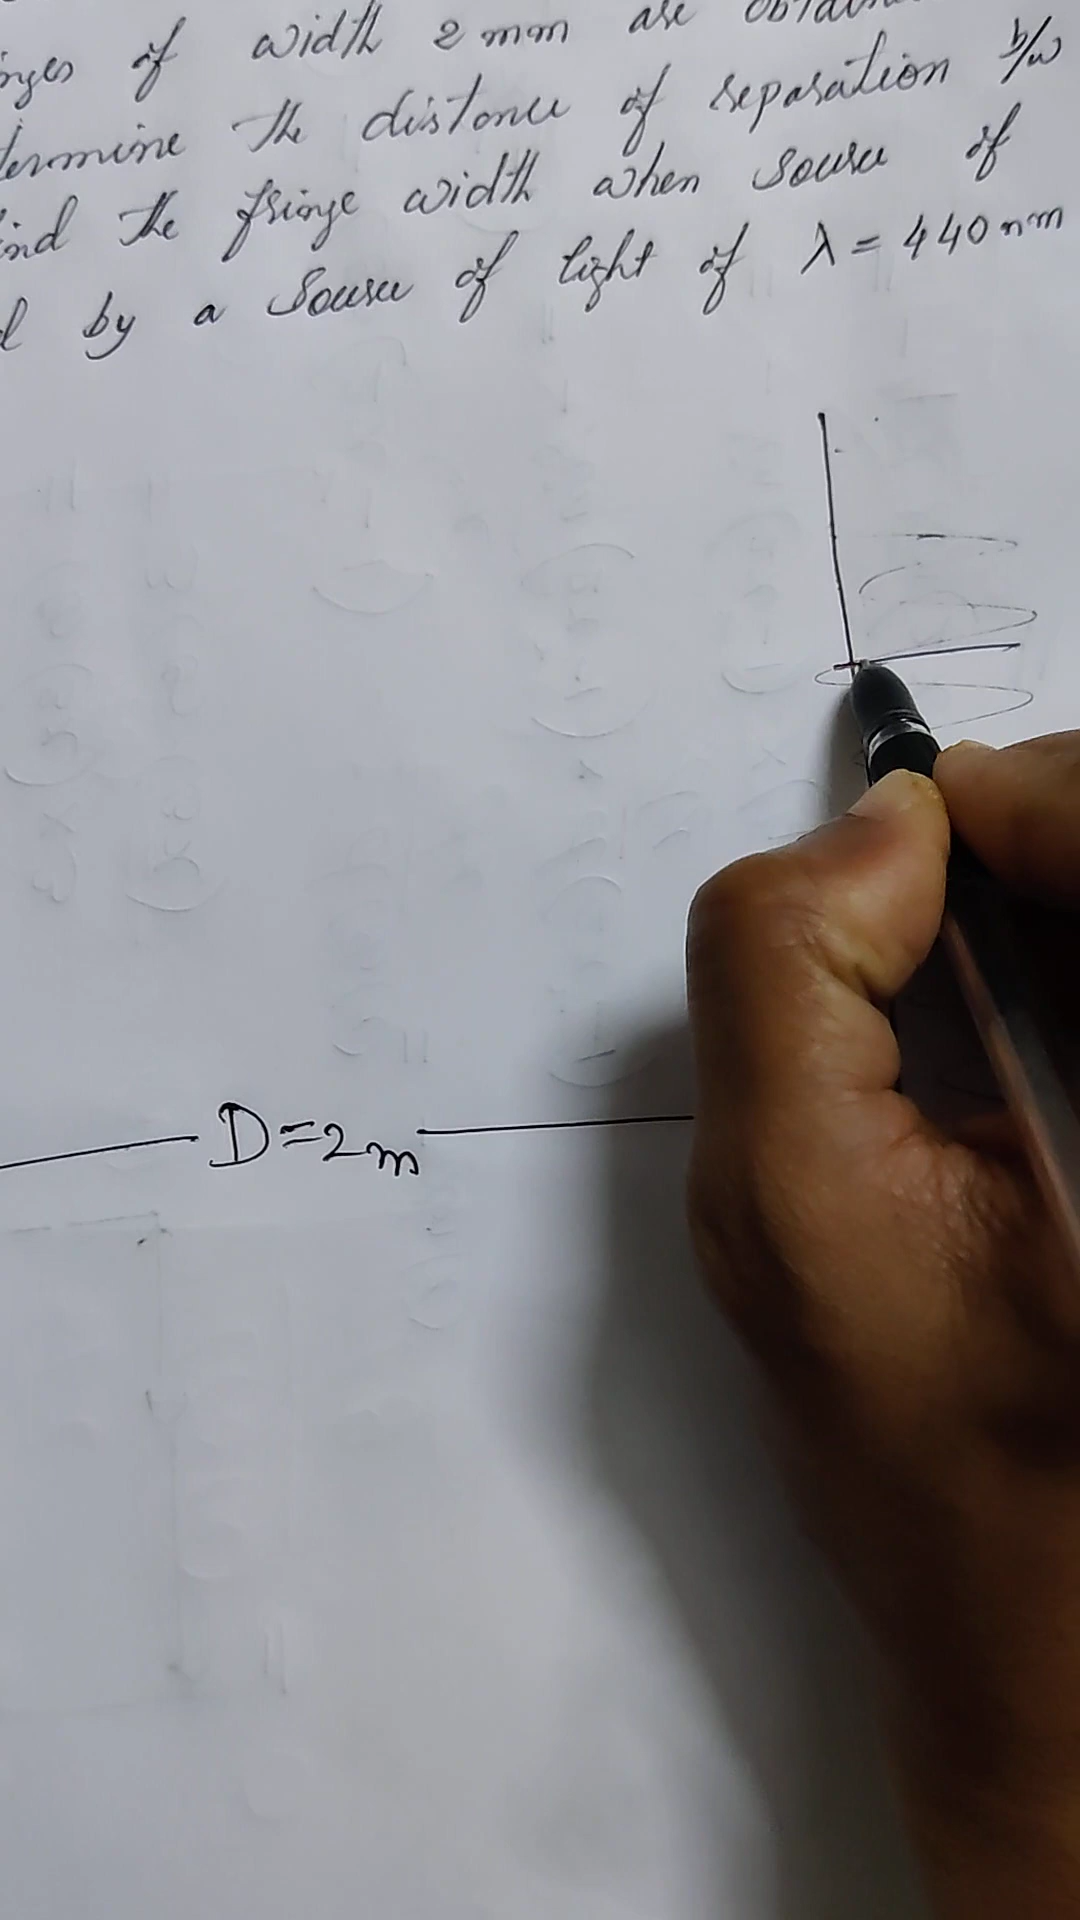 of width 2 mm are
the distance of separation b/w
the fringe width when source of
by a source of light of λ = 440 nm
D = 2m